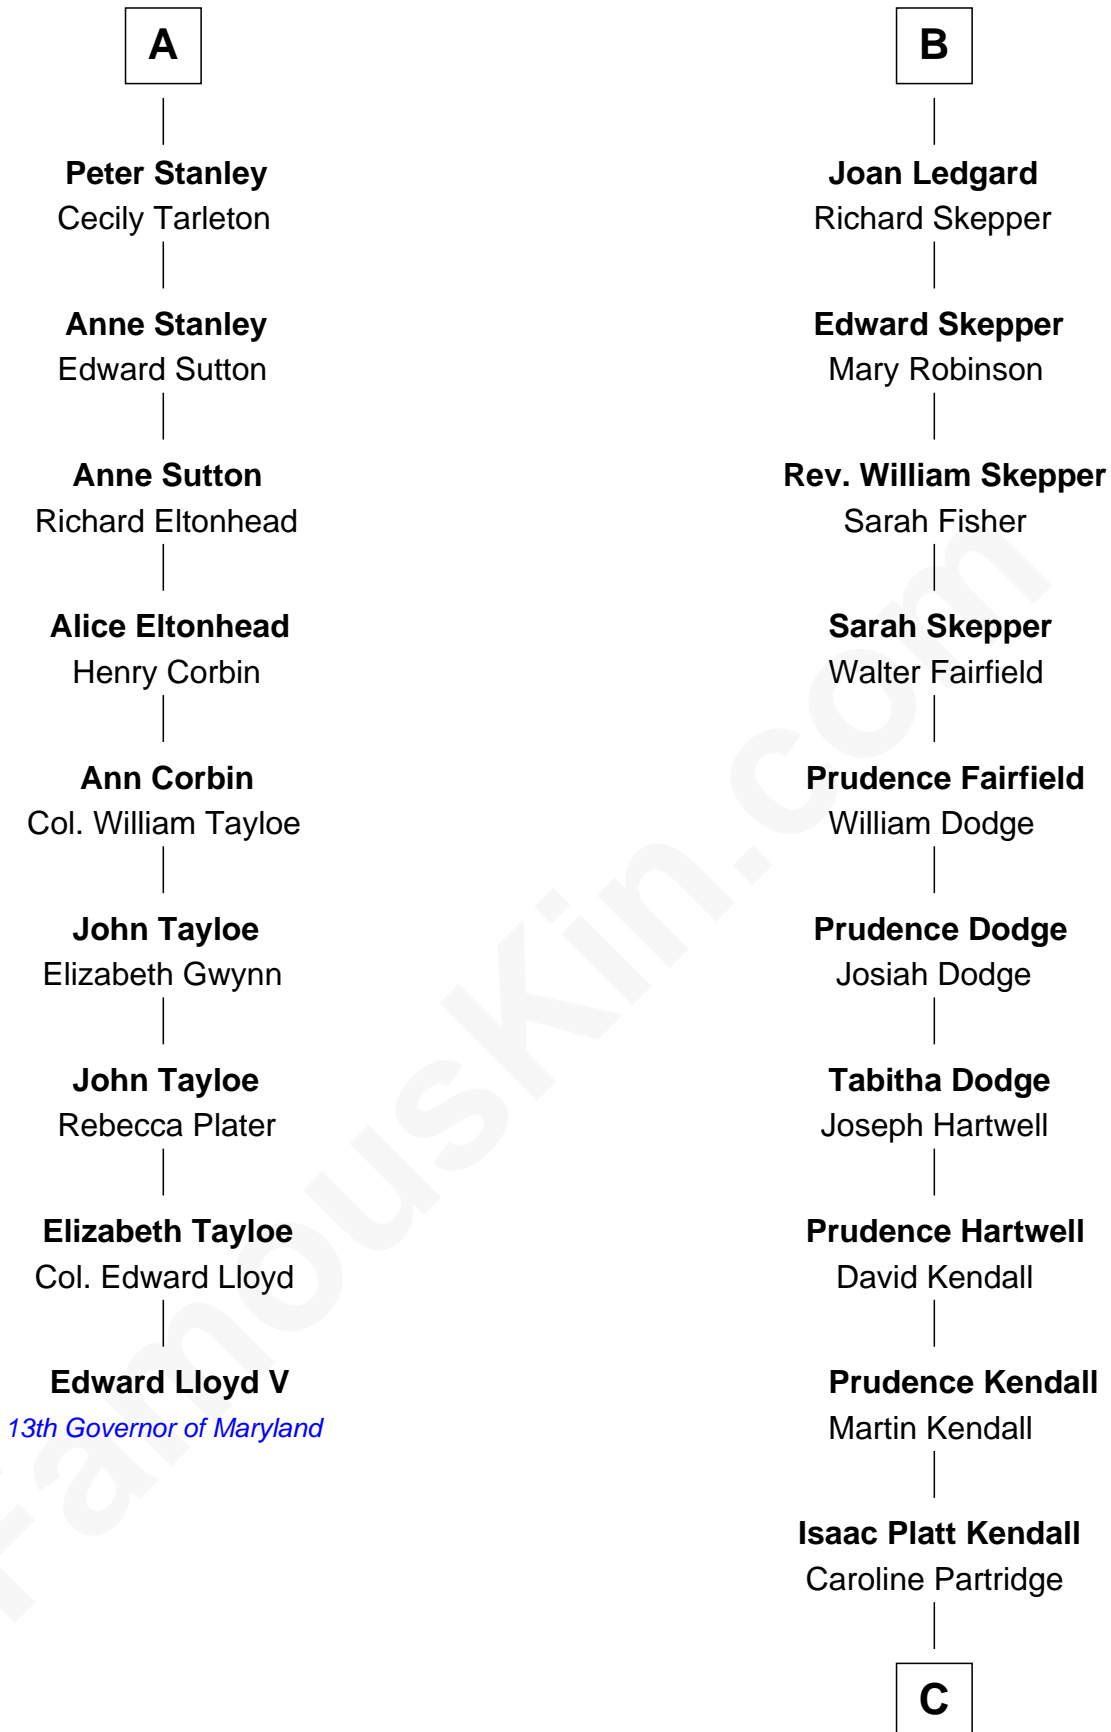 A
Peter Stanley
Cecily Tarleton
Anne Stanley
Edward Sutton
Anne Sutton
Richard Eltonhead
Alice Eltonhead
Henry Corbin
Ann Corbin
Col. William Tayloe
John Tayloe
Elizabeth Gwynn
John Tayloe
Rebecca Plater
Elizabeth Tayloe
Col. Edward Lloyd
Edward Lloyd V
13th Governor of Maryland
B
Joan Ledgard
Richard Skepper
Edward Skepper
Mary Robinson
Rev. William Skepper
Sarah Fisher
Sarah Skepper
Walter Fairfield
Prudence Fairfield
William Dodge
Prudence Dodge
Josiah Dodge
Tabitha Dodge
Joseph Hartwell
Prudence Hartwell
David Kendall
Prudence Kendall
Martin Kendall
Isaac Platt Kendall
Caroline Partridge
C
FamousKin.com